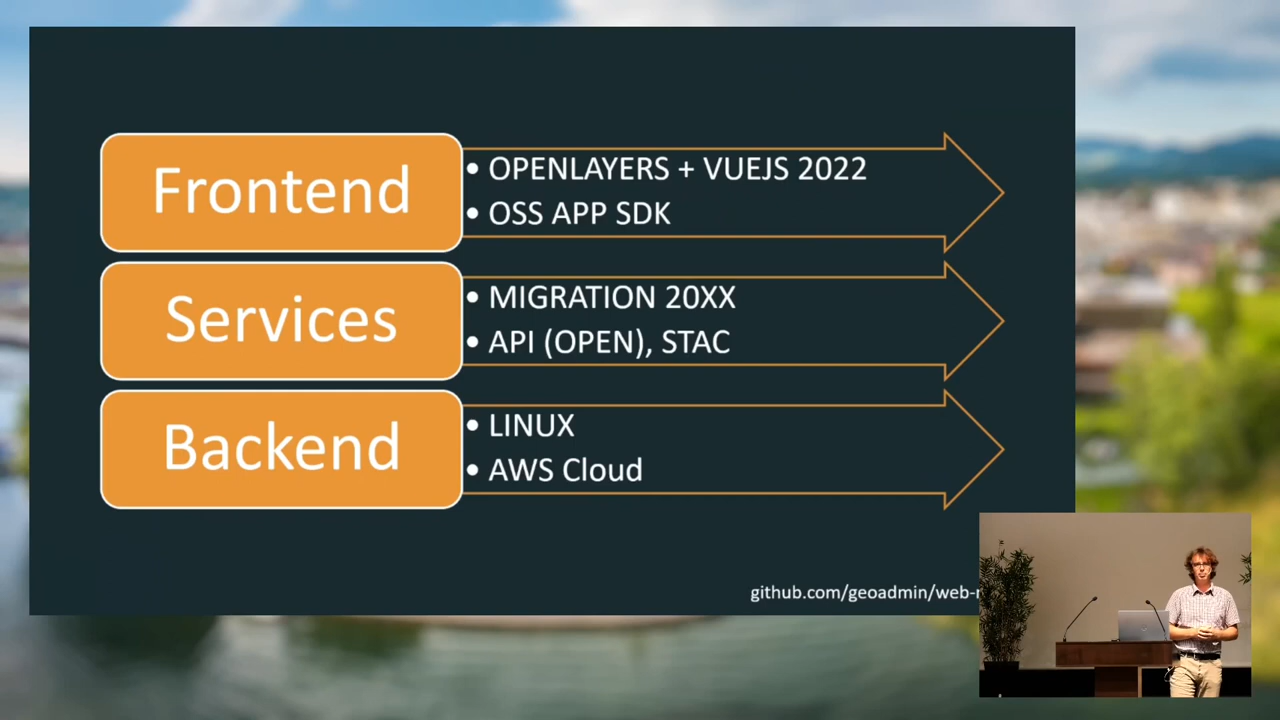 Frontend
• OPENLAYERS + VUEJS 2022
• OSS APP SDK
Services
• MIGRATION 20XX
• API (OPEN), STAC
Backend
• LINUX
• AWS Cloud
github.com/geoadmin/web-